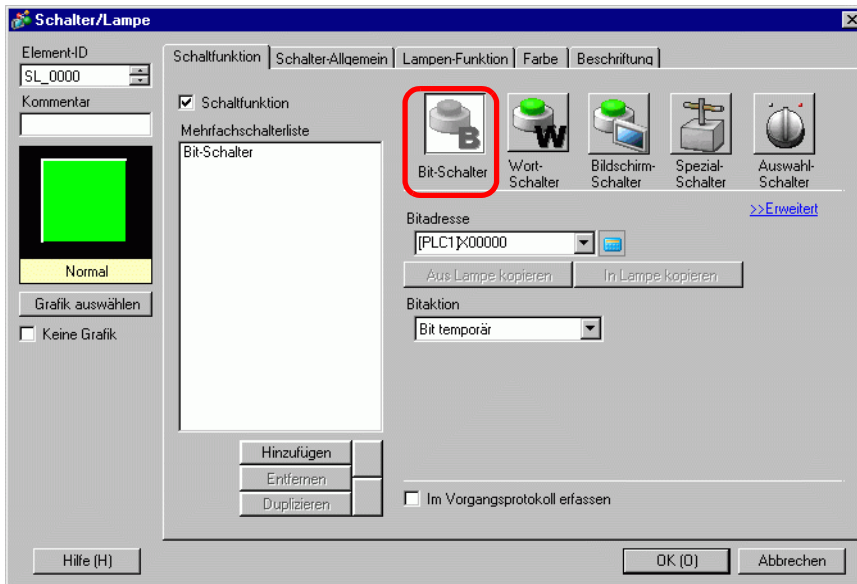 Schalter/Lampe
Element-ID
SL_0000
Kommentar
Normal
Grafik auswählen
Keine Grafik
Schaltfunktion Schalter-Allgemein Lampen-Funktion Farbe Beschriftung
Schaltfunktion
Mehrfachschalterliste
Bit-Schalter
Hinzufügen
Entfernen
Duplizieren
B
Bit-Schalter
W
Wort-
Schalter
Bildschirm-
Schalter
Spezial-
Schalter
Auswahl-
Schalter
>>Erweitert
Bitadresse
[PLC1]X00000
Aus Lampe kopieren In Lampe kopieren
Bitaktion
Bit temporär
Im Vorgangsprotokoll erfassen
Hilfe (H) OK (O) Abbrechen